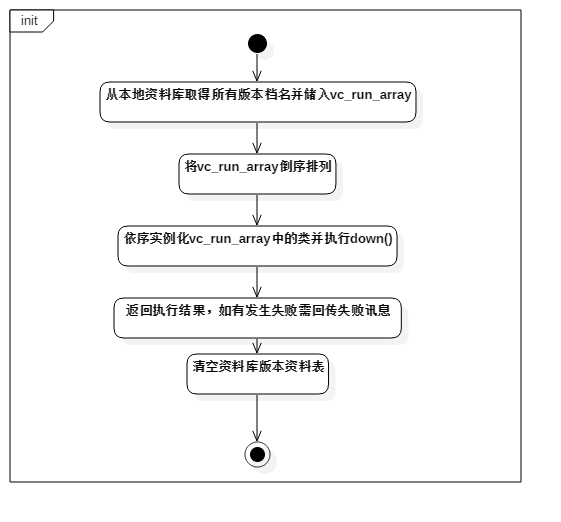 init
从本地资料库取得所有版本档名并储入vc_run_array
将vc_run_array倒序排列
依序实例化vc_run_array中的类并执行down()
返回执行结果，如有发生失败需回传失败讯息
清空资料库版本资料表